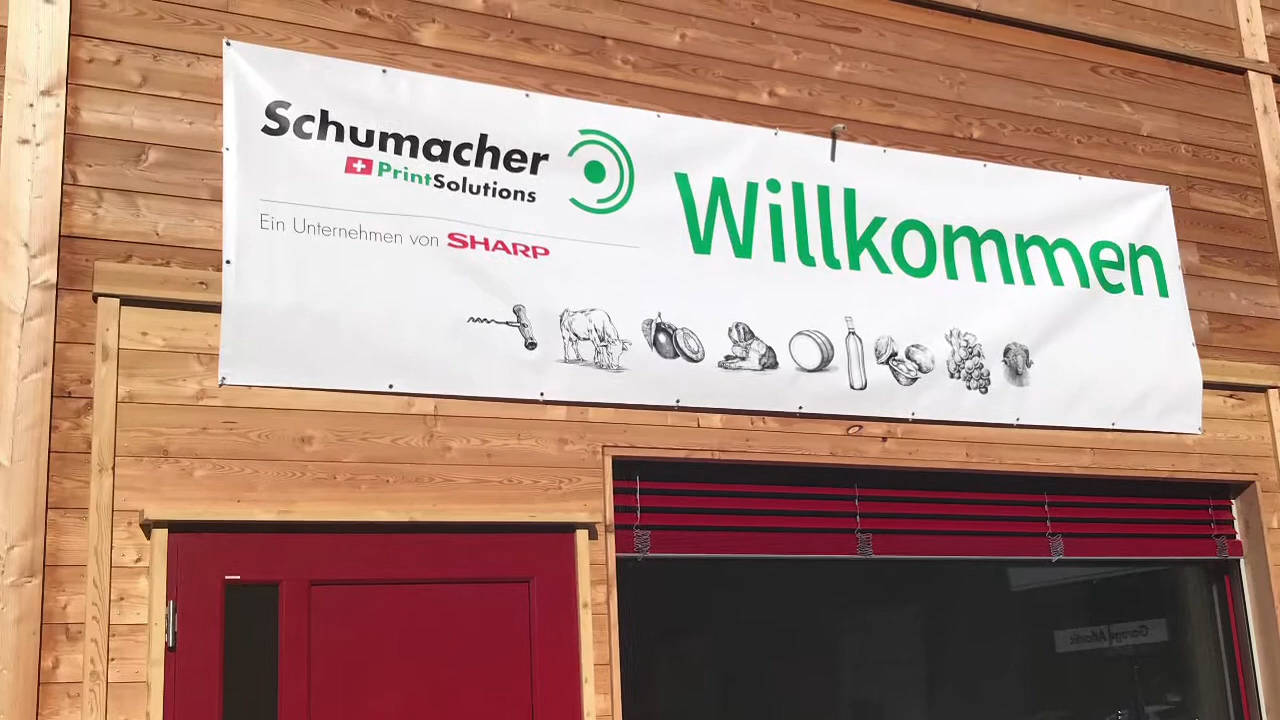 Schumacher
PrintSolutions
Ein Unternehmen von SHARP
Willkommen